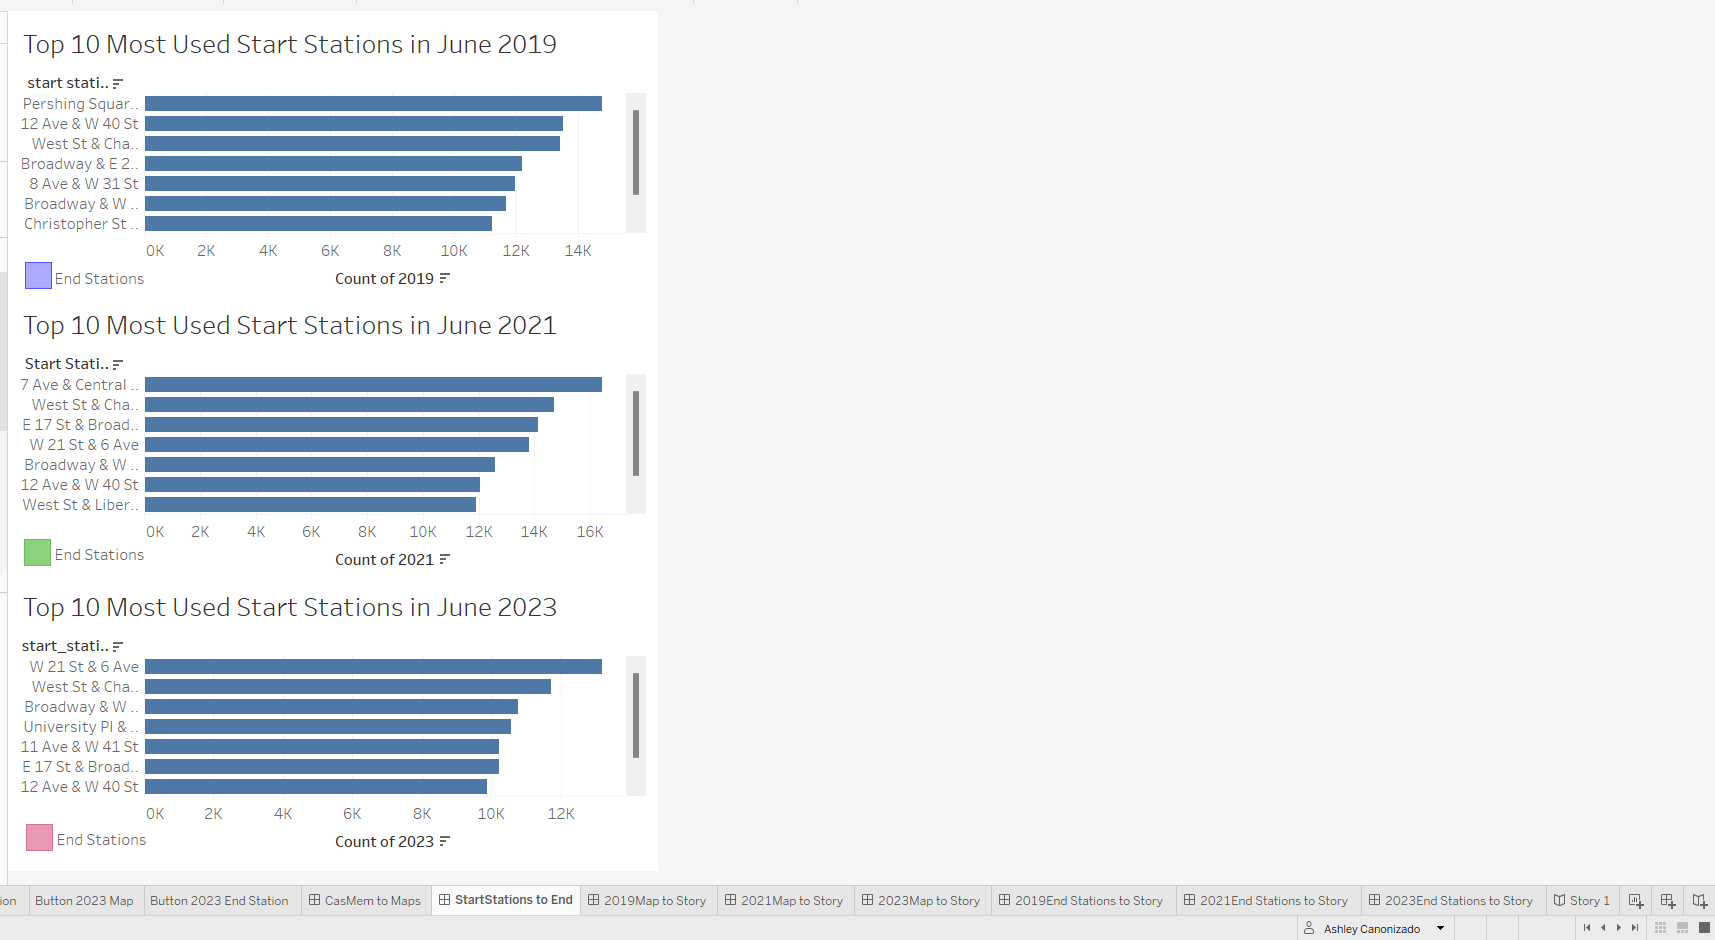 Top 10 Most Used Start Stations in June 2019
start stati..
Pershing Squar..
12 Ave & W 40 St
West St & Cha..
Broadway & E 2..
8 Ave & W 31 St
Broadway & W ..
Christopher St ..
0K 2K 4K 6K 8K 10K 12K 14K
End Stations
Count of 2019
Top 10 Most Used Start Stations in June 2021
Start Stati..
7 Ave & Central ..
West St & Cha..
E 17 St & Broad..
W 21 St & 6 Ave
Broadway & W ..
12 Ave & W 40 St
West St & Liber..
0K 2K 4K 6K 8K 10K 12K 14K 16K
End Stations
Count of 2021
Top 10 Most Used Start Stations in June 2023
start_stati..
W 21 St & 6 Ave
West St & Cha..
Broadway & W ..
University Pl & ..
11 Ave & W 41 St
E 17 St & Broad..
12 Ave & W 40 St
0K 2K 4K 6K 8K 10K 12K
End Stations
Count of 2023
ion Button 2023 Map Button 2023 End Station CasMem to Maps StartStations to End 2019Map to Story 2021Map to Story 2023Map to Story 2019End Stations to Story 2021End Stations to Story 2023End Stations to Story Story 1
Ashley Canonizado